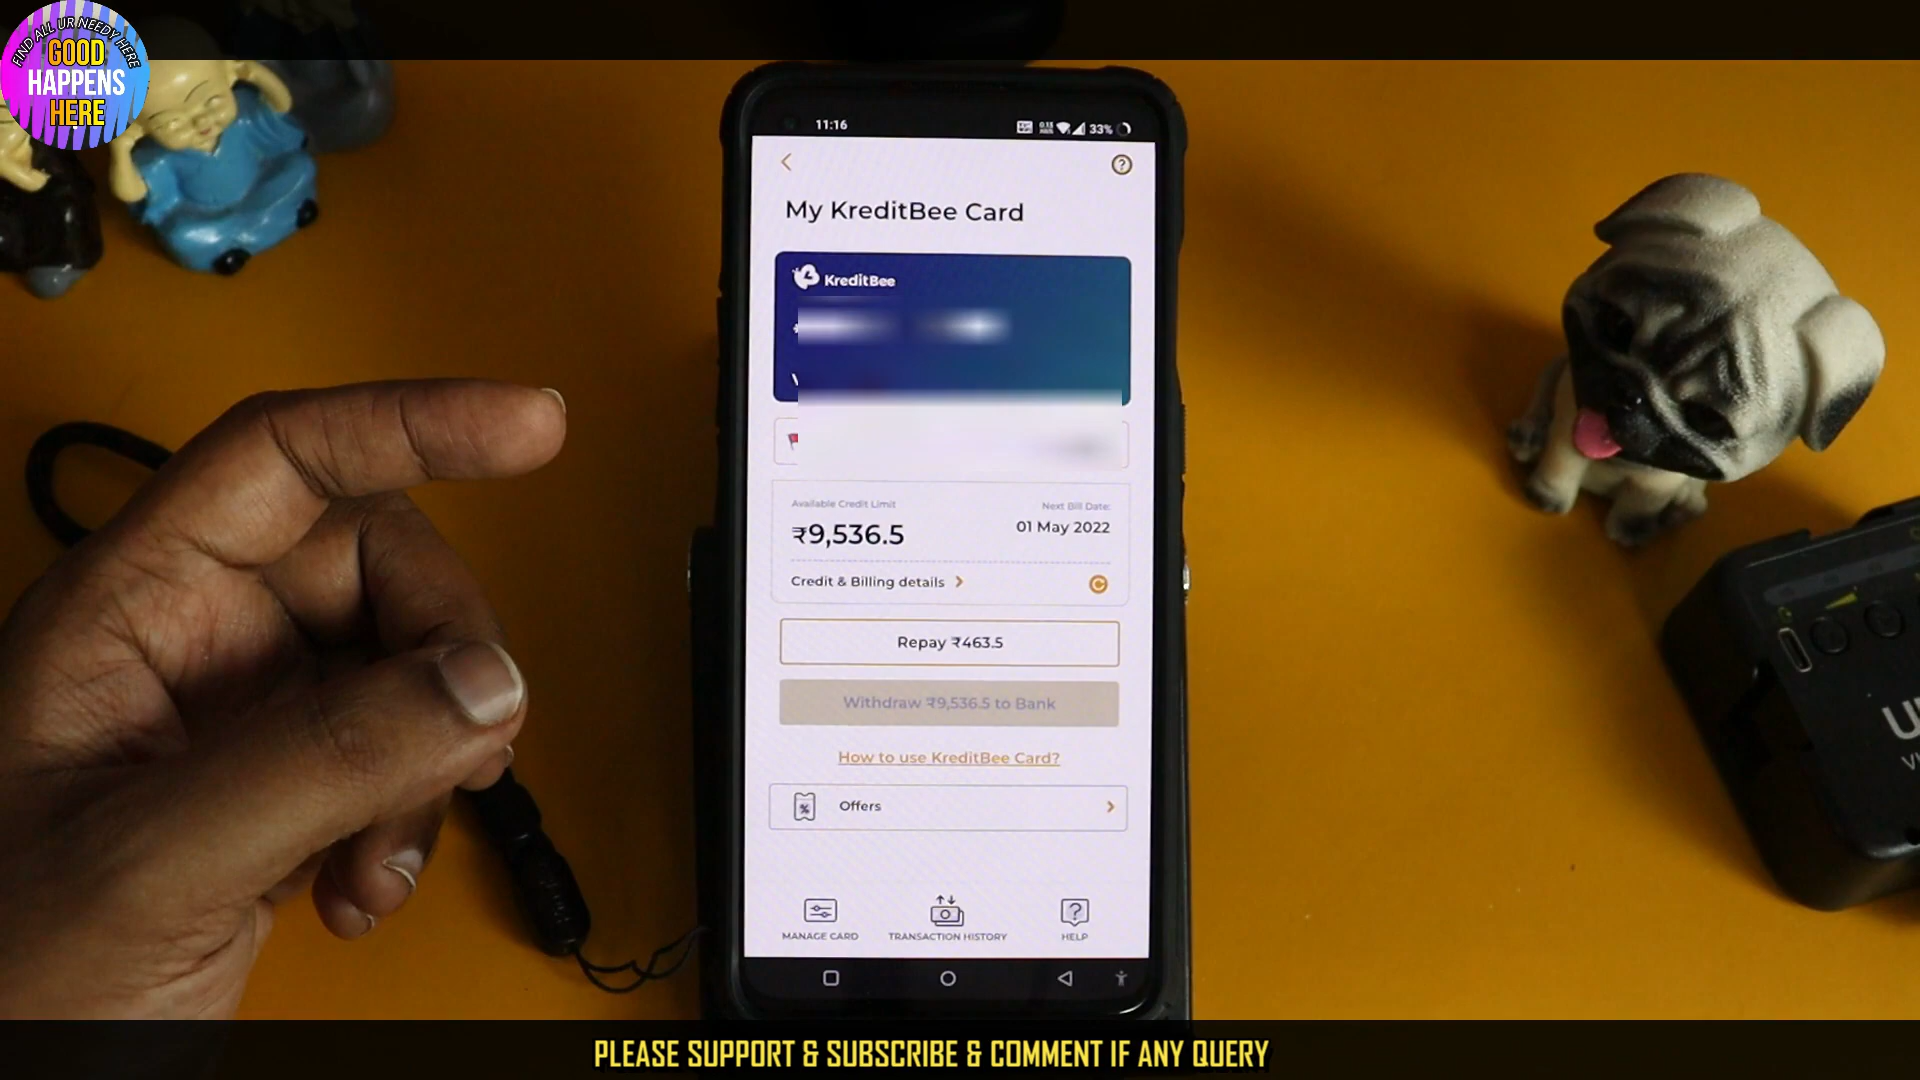 FIND ALL UR NEEDY HERE
GOOD
HAPPENS
HERE
11:16
33%
My KreditBee Card
KreditBee
Available Credit Limit
Next Bill Date:
₹9,536.5
01 May 2022
Credit & Billing details
Repay ₹463.5
Withdraw ₹9,536.5 to Bank
How to use KreditBee Card?
Offers
MANAGE CARD
TRANSACTION HISTORY
HELP
PLEASE SUPPORT & SUBSCRIBE & COMMENT IF ANY QUERY